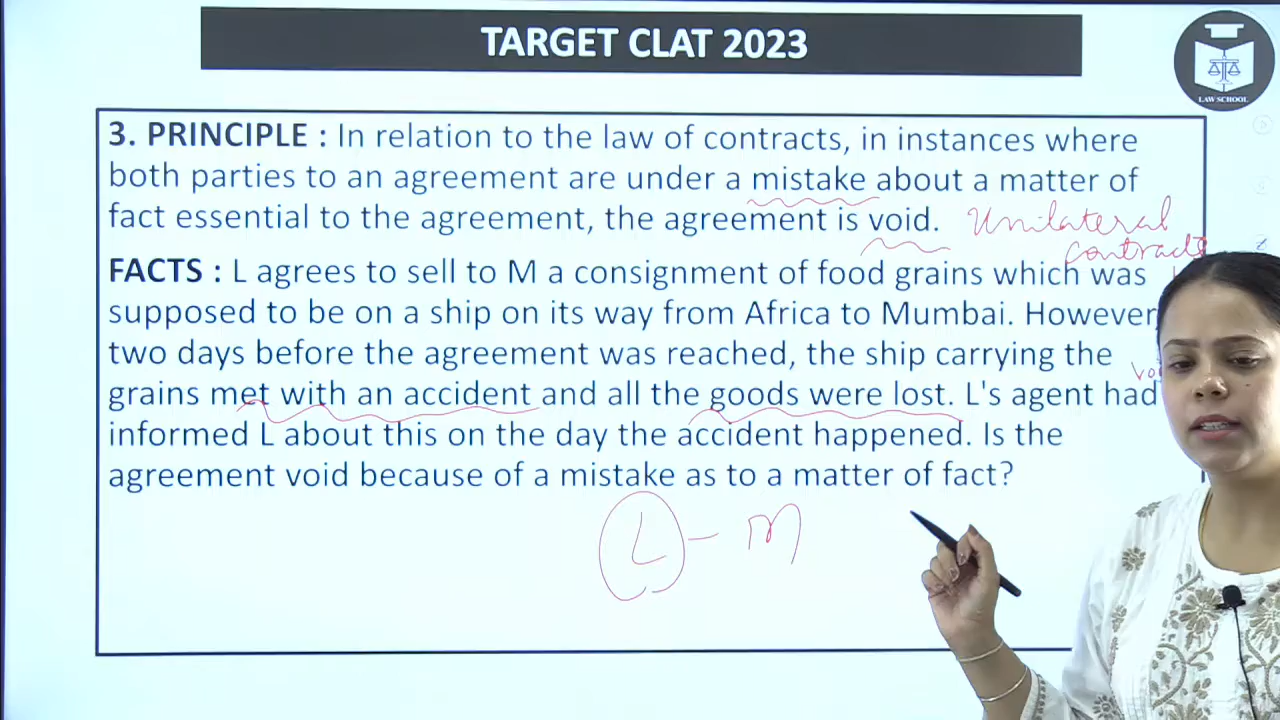 TARGET CLAT 2023
LAW SCHOOL
3. PRINCIPLE : In relation to the law of contracts, in instances where
both parties to an agreement are under a mistake about a matter of
fact essential to the agreement, the agreement is void. Unilateral
contracts
FACTS : L agrees to sell to M a consignment of food grains which was
supposed to be on a ship on its way from Africa to Mumbai. However
two days before the agreement was reached, the ship carrying the
grains met with an accident and all the goods were lost. L's agent had
informed L about this on the day the accident happened. Is the
agreement void because of a mistake as to a matter of fact?
L - M